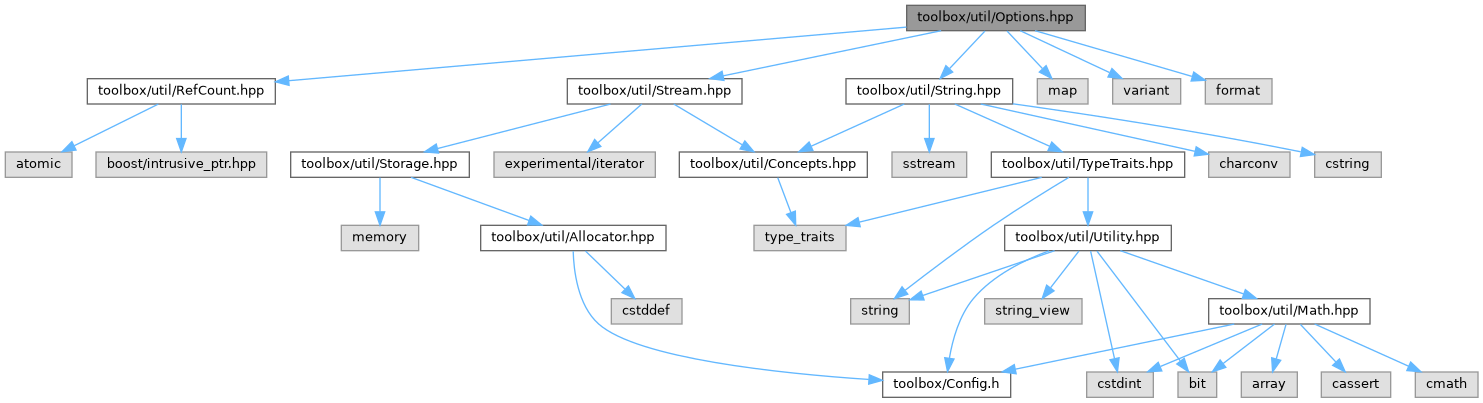 toolbox/util/Options.hpp
toolbox/util/RefCount.hpp
toolbox/util/Stream.hpp
toolbox/util/String.hpp
map
variant
format
atomic
boost/intrusive_ptr.hpp
toolbox/util/Storage.hpp
experimental/iterator
toolbox/util/Concepts.hpp
sstream
toolbox/util/TypeTraits.hpp
charconv
cstring
memory
toolbox/util/Allocator.hpp
type_traits
toolbox/util/Utility.hpp
cstddef
string
string_view
toolbox/util/Math.hpp
toolbox/Config.h
cstdint
bit
array
cassert
cmath